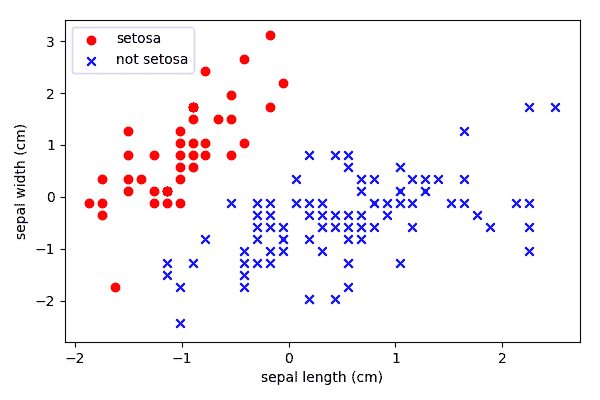 setosa
not setosa
3
2
1
0
−1
−2
sepal width (cm)
−2
−1
0
1
2
sepal length (cm)